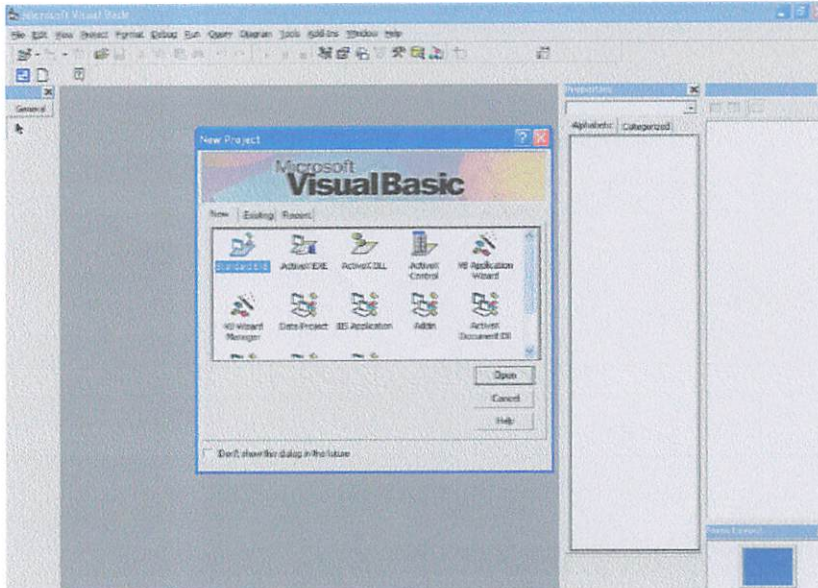 Microsoft Visual Basic
File Edit View Project Format Debug Run Query Diagram Tools Add-Ins Window Help
General
Properties
Alphabetic Categorized
New Project
Microsoft
Visual Basic
New Existing Recent
Standard EXE ActiveX EXE ActiveX DLL ActiveX Control VB Application Wizard
VB Wizard Manager Data Project IIS Application Addin ActiveX Document Dll
Open
Cancel
Help
Don't show this dialog in the future